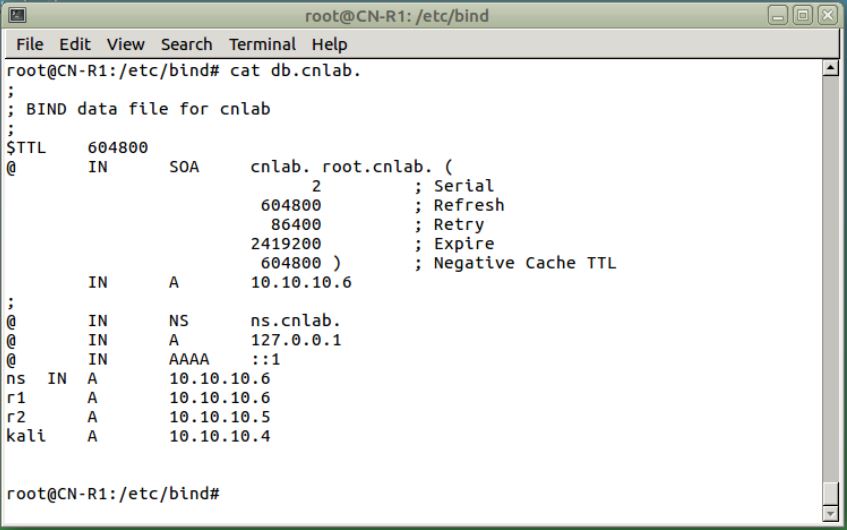 root@CN-R1: /etc/bind
File Edit View Search Terminal Help
root@CN-R1:/etc/bind# cat db.cnlab.
;
; BIND data file for cnlab
;
$TTL    604800
@       IN      SOA     cnlab. root.cnlab. (
                              2         ; Serial
                         604800         ; Refresh
                          86400         ; Retry
                        2419200         ; Expire
                         604800 )       ; Negative Cache TTL
        IN      A       10.10.10.6
;
@       IN      NS      ns.cnlab.
@       IN      A       127.0.0.1
@       IN      AAAA    ::1
ns  IN  A       10.10.10.6
r1      A       10.10.10.6
r2      A       10.10.10.5
kali    A       10.10.10.4
root@CN-R1:/etc/bind#